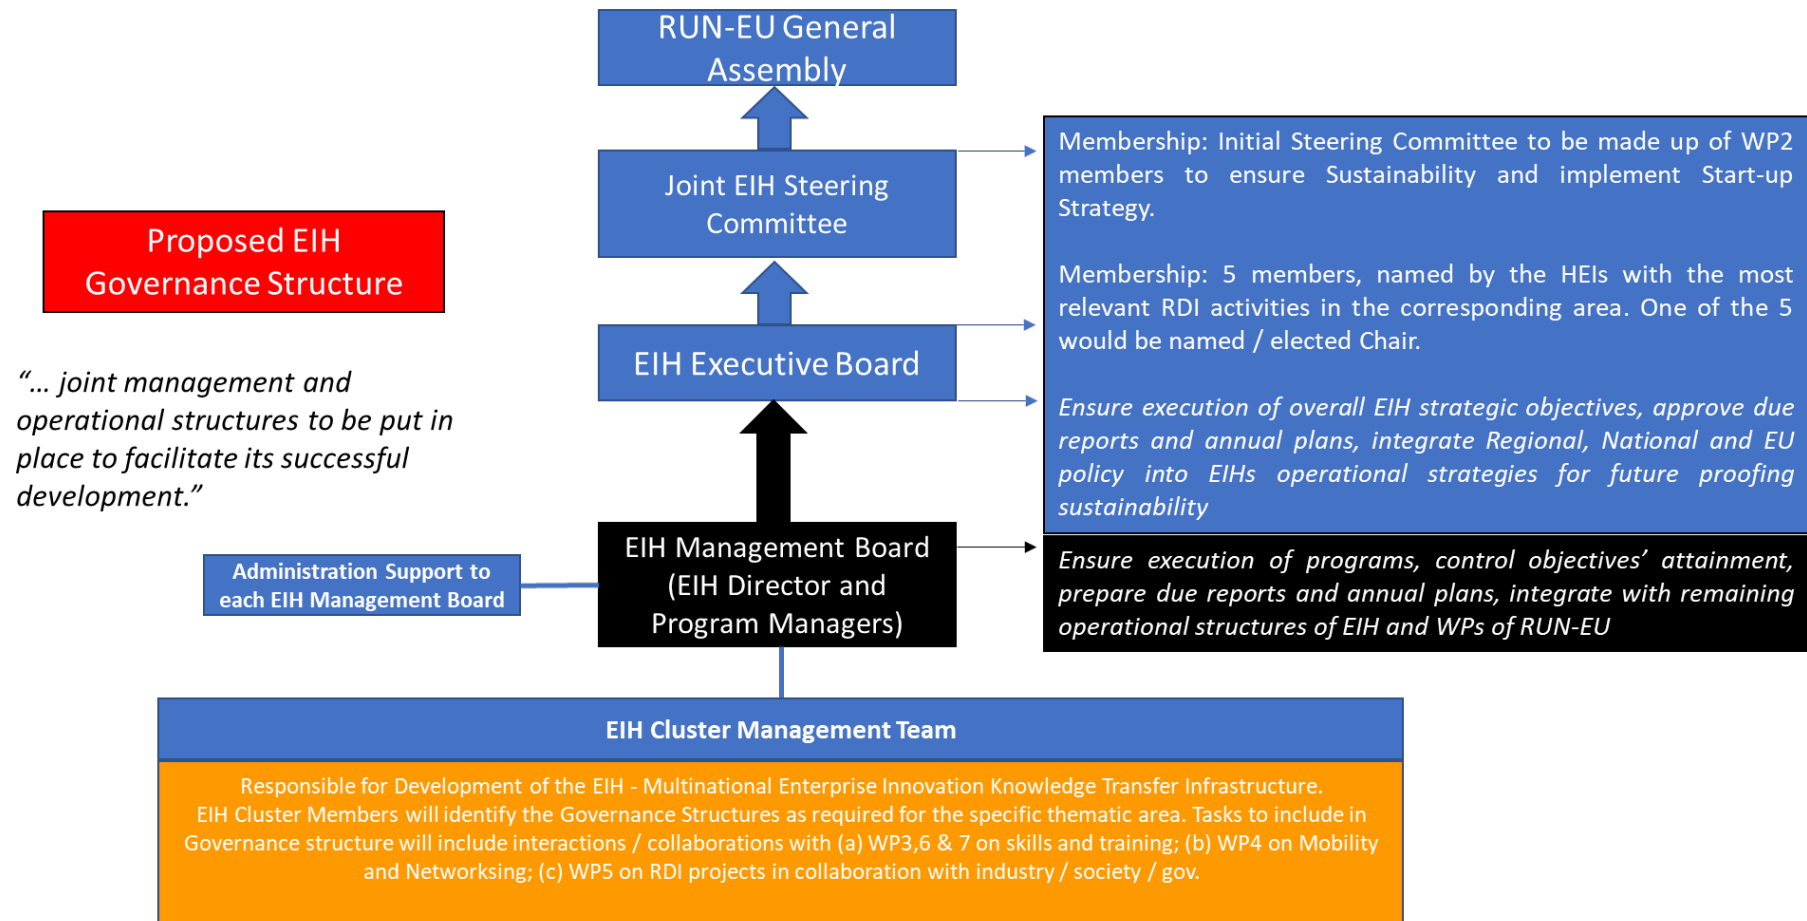 RUN-EU General
Assembly
Joint EIH Steering
Committee
Proposed EIH
Governance Structure
EIH Executive Board
“... joint management and
operational structures to be put in
place to facilitate its successful
development.”
Membership: Initial Steering Committee to be made up of WP2
members to ensure Sustainability and implement Start-up
Strategy.
Membership: 5 members, named by the HEIs with the most
relevant RDI activities in the corresponding area. One of the 5
would be named / elected Chair.
Ensure execution of overall EIH strategic objectives, approve due
reports and annual plans, integrate Regional, National and EU
policy into EIHs operational strategies for future proofing
sustainability
EIH Management Board
(EIH Director and
Program Managers)
Administration Support to
each EIH Management Board
Ensure execution of programs, control objectives’ attainment,
prepare due reports and annual plans, integrate with remaining
operational structures of EIH and WPs of RUN-EU
EIH Cluster Management Team
Responsible for Development of the EIH - Multinational Enterprise Innovation Knowledge Transfer Infrastructure.
EIH Cluster Members will identify the Governance Structures as required for the specific thematic area. Tasks to include in
Governance structure will include interactions / collaborations with (a) WP3,6 & 7 on skills and training; (b) WP4 on Mobility
and Networksing; (c) WP5 on RDI projects in collaboration with industry / society / gov.